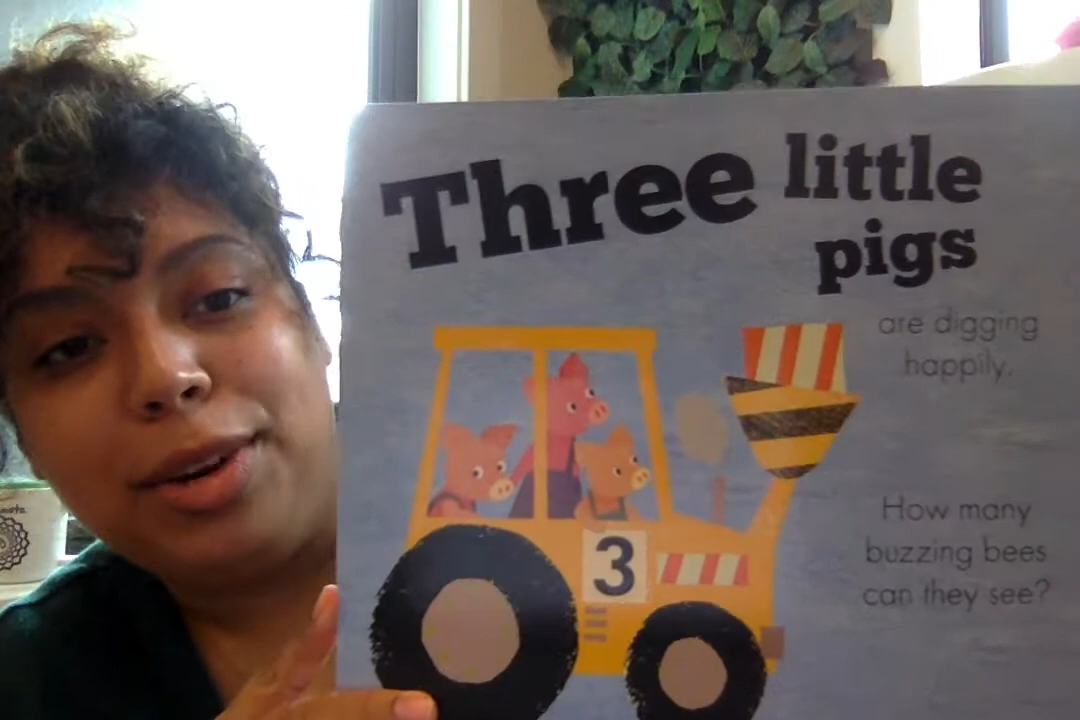 Three little
pigs
are digging
happily.
How many
buzzing bees
can they see?
3